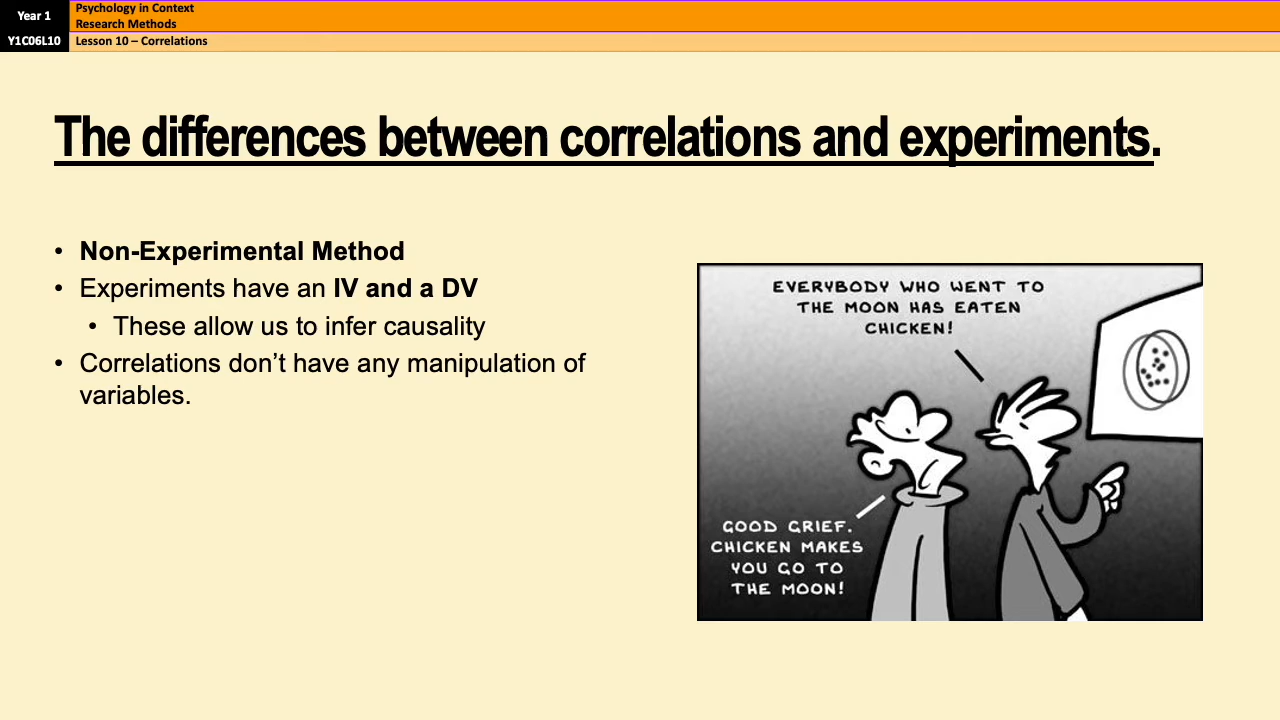 Year 1
Psychology in Context
Research Methods
Y1C06L10
Lesson 10 – Correlations
The differences between correlations and experiments.
• Non-Experimental Method
• Experiments have an IV and a DV
• These allow us to infer causality
• Correlations don’t have any manipulation of
variables.
EVERYBODY WHO WENT TO
THE MOON HAS EATEN
CHICKEN!
GOOD GRIEF.
CHICKEN MAKES
YOU GO TO
THE MOON!